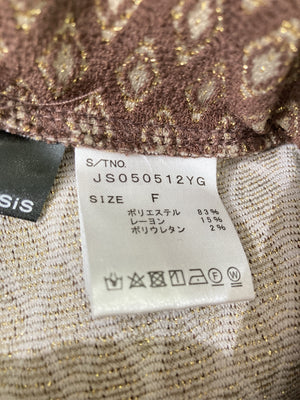 S/TNO.
JS050512YG
SIZE F
ポリエステル 83%
レーヨン 15%
ポリウレタン 2%
SiS